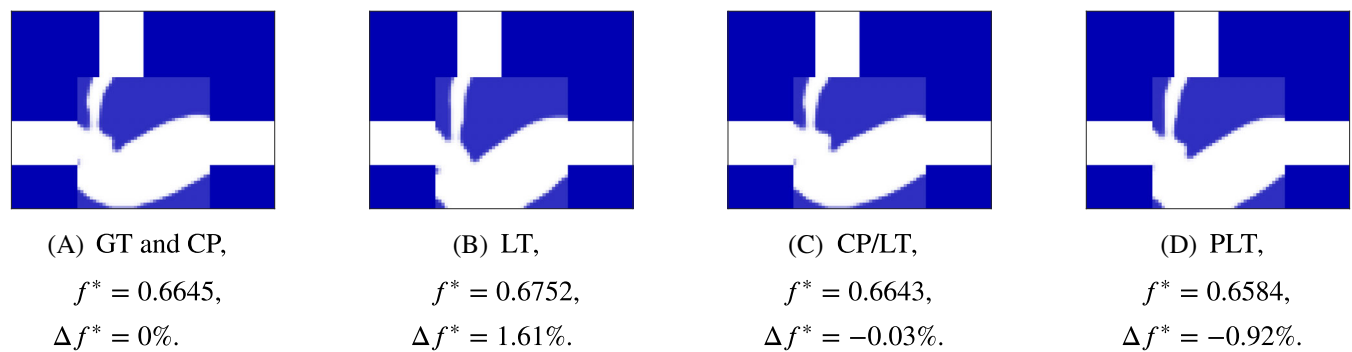 (A) GT and CP,
f* = 0.6645,
Δf* = 0%.
(B) LT,
f* = 0.6752,
Δf* = 1.61%.
(C) CP/LT,
f* = 0.6643,
Δf* = −0.03%.
(D) PLT,
f* = 0.6584,
Δf* = −0.92%.